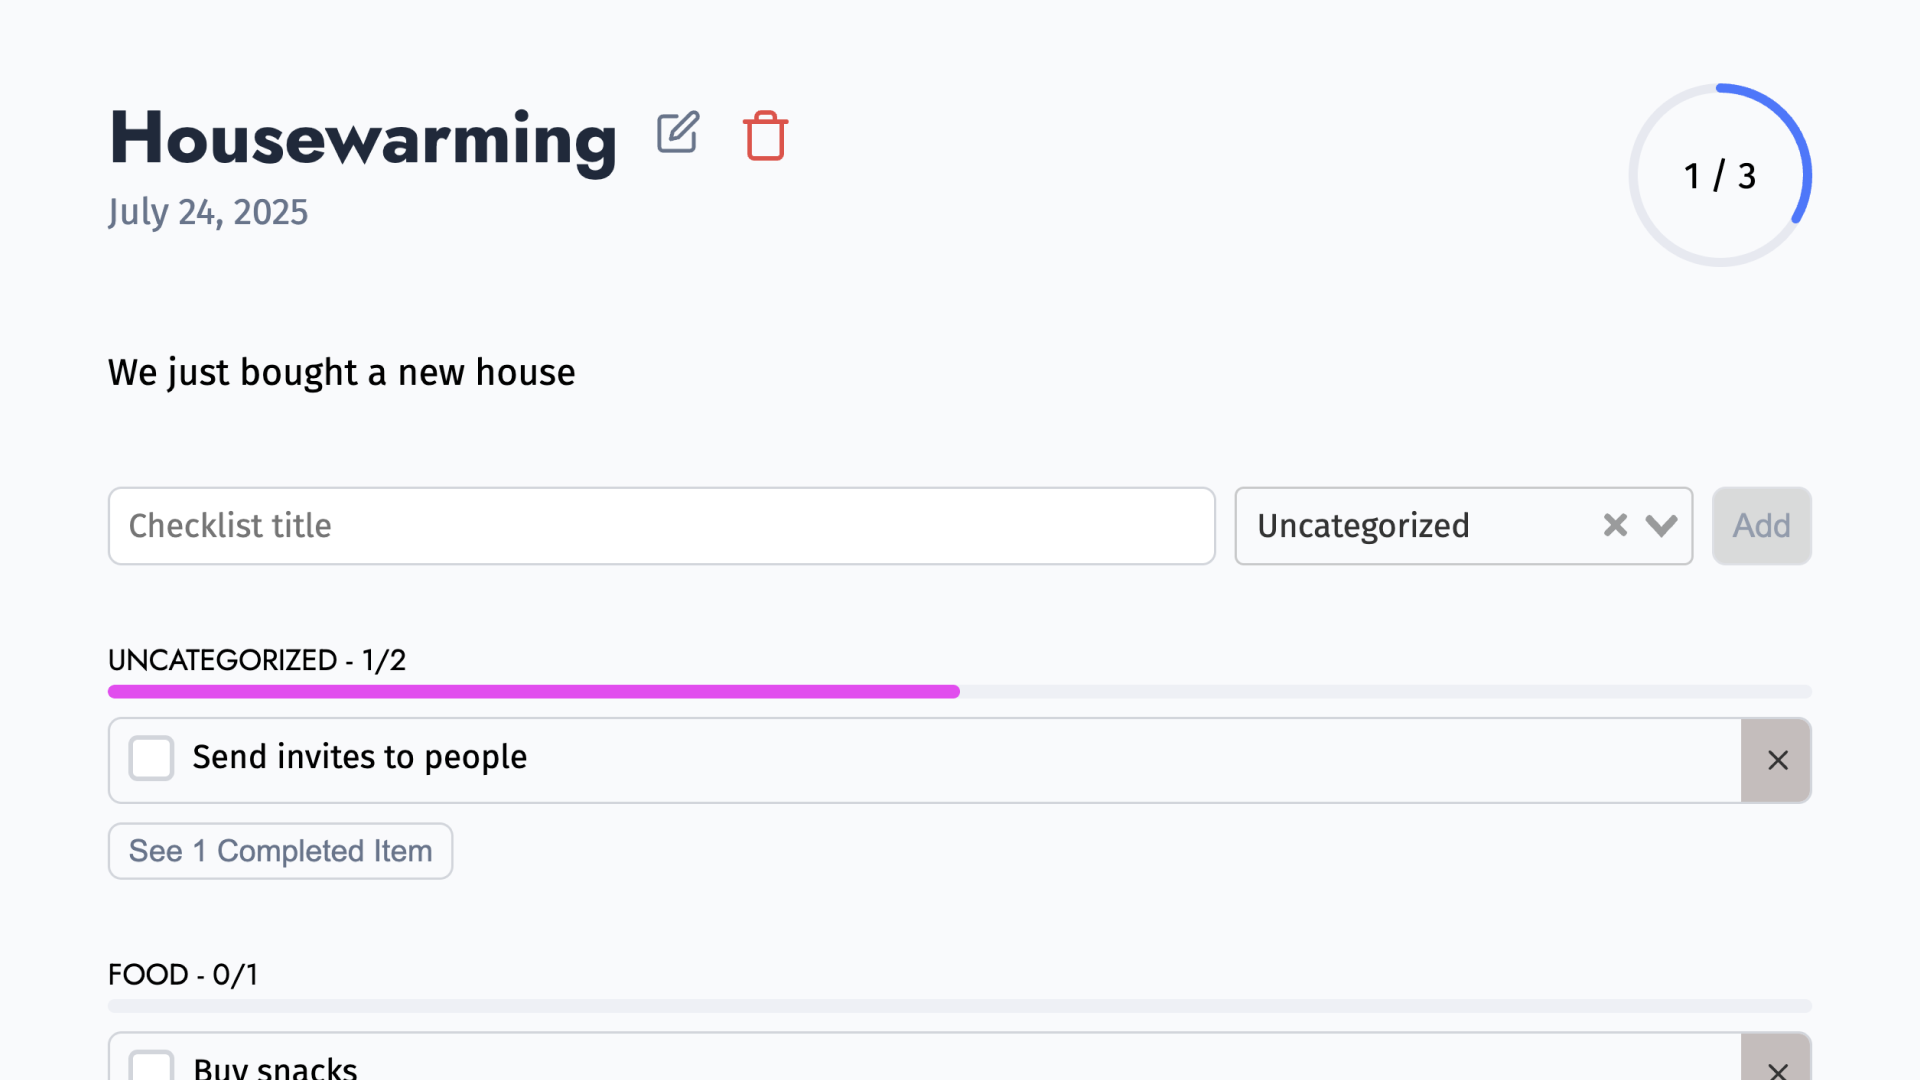 Housewarming
1 / 3
July 24, 2025
We just bought a new house
Checklist title
Uncategorized
Add
UNCATEGORIZED - 1/2
Send invites to people
See 1 Completed Item
FOOD - 0/1
Buy snacks